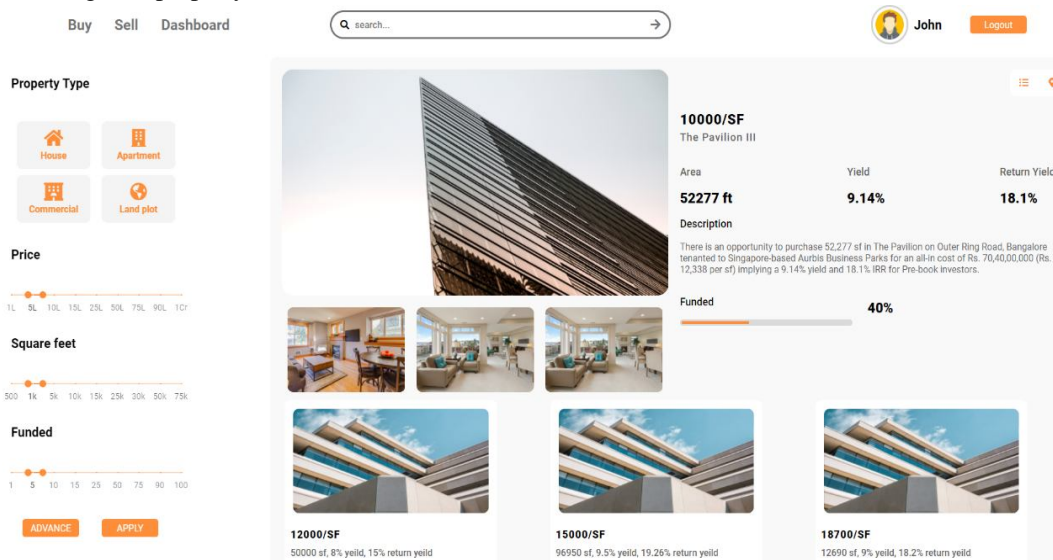 Buy Sell Dashboard
search...
John
Logout
Property Type
House
Apartment
Commercial
Land plot
Price
1L 5L 10L 15L 25L 50L 75L 90L 1Cr
Square feet
500 1k 5k 10k 15k 25k 30k 50k 75k
Funded
1 5 10 15 25 50 75 90 100
ADVANCE
APPLY
10000/SF
The Pavilion III
Area Yield Return Yield
52277 ft 9.14% 18.1%
Description
There is an opportunity to purchase 52,277 sf in The Pavilion on Outer Ring Road, Bangalore
tenanted to Singapore-based Aurbis Business Parks for an all-in cost of Rs. 70,40,00,000 (Rs.
12,338 per sf) implying a 9.14% yield and 18.1% IRR for Pre-book investors.
Funded 40%
12000/SF
50000 sf, 8% yeild, 15% return yeild
15000/SF
96950 sf, 9.5% yeild, 19.26% return yeild
18700/SF
12690 sf, 9% yeild, 18.2% return yeild